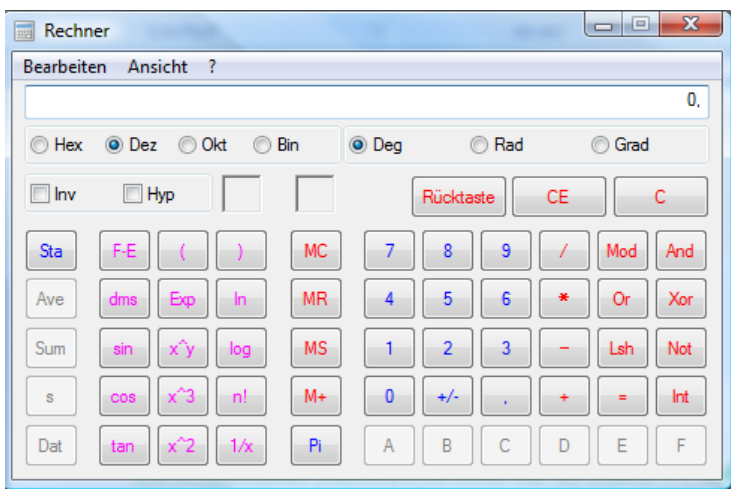 Rechner
Bearbeiten Ansicht ?
0,
Hex Dez Okt Bin Deg Rad Grad
Inv Hyp Rücktaste CE C
Sta F-E ( ) MC 7 8 9 / Mod And
Ave dms Exp ln MR 4 5 6 * Or Xor
Sum sin x^y log MS 1 2 3 - Lsh Not
s cos x^3 n! M+ 0 +/- , + = Int
Dat tan x^2 1/x Pi A B C D E F